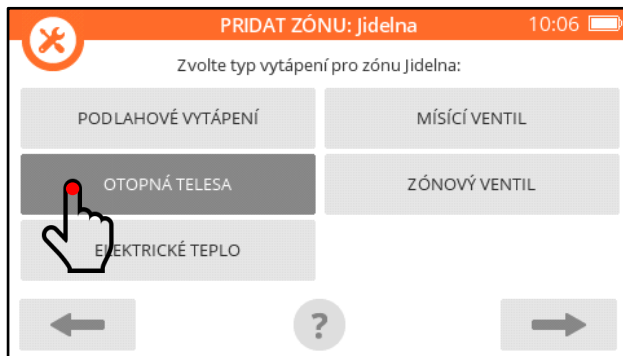 PRIDAT ZÓNU: Jidelna 10:06
Zvolte typ vytápení pro zónu Jidelna:
PODLAHOVÉ VYTÁPENÍ MÍSÍCÍ VENTIL
OTOPNÁ TELESA ZÓNOVÝ VENTIL
ELEKTRICKÉ TEPLO
?